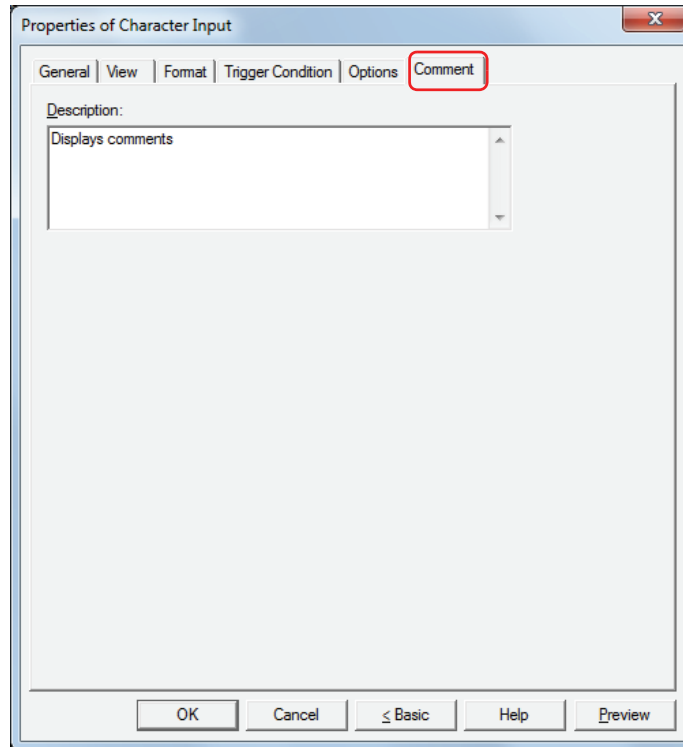 Properties of Character Input
x
General View Format Trigger Condition Options Comment
Description:
Displays comments
OK Cancel < Basic Help Preview